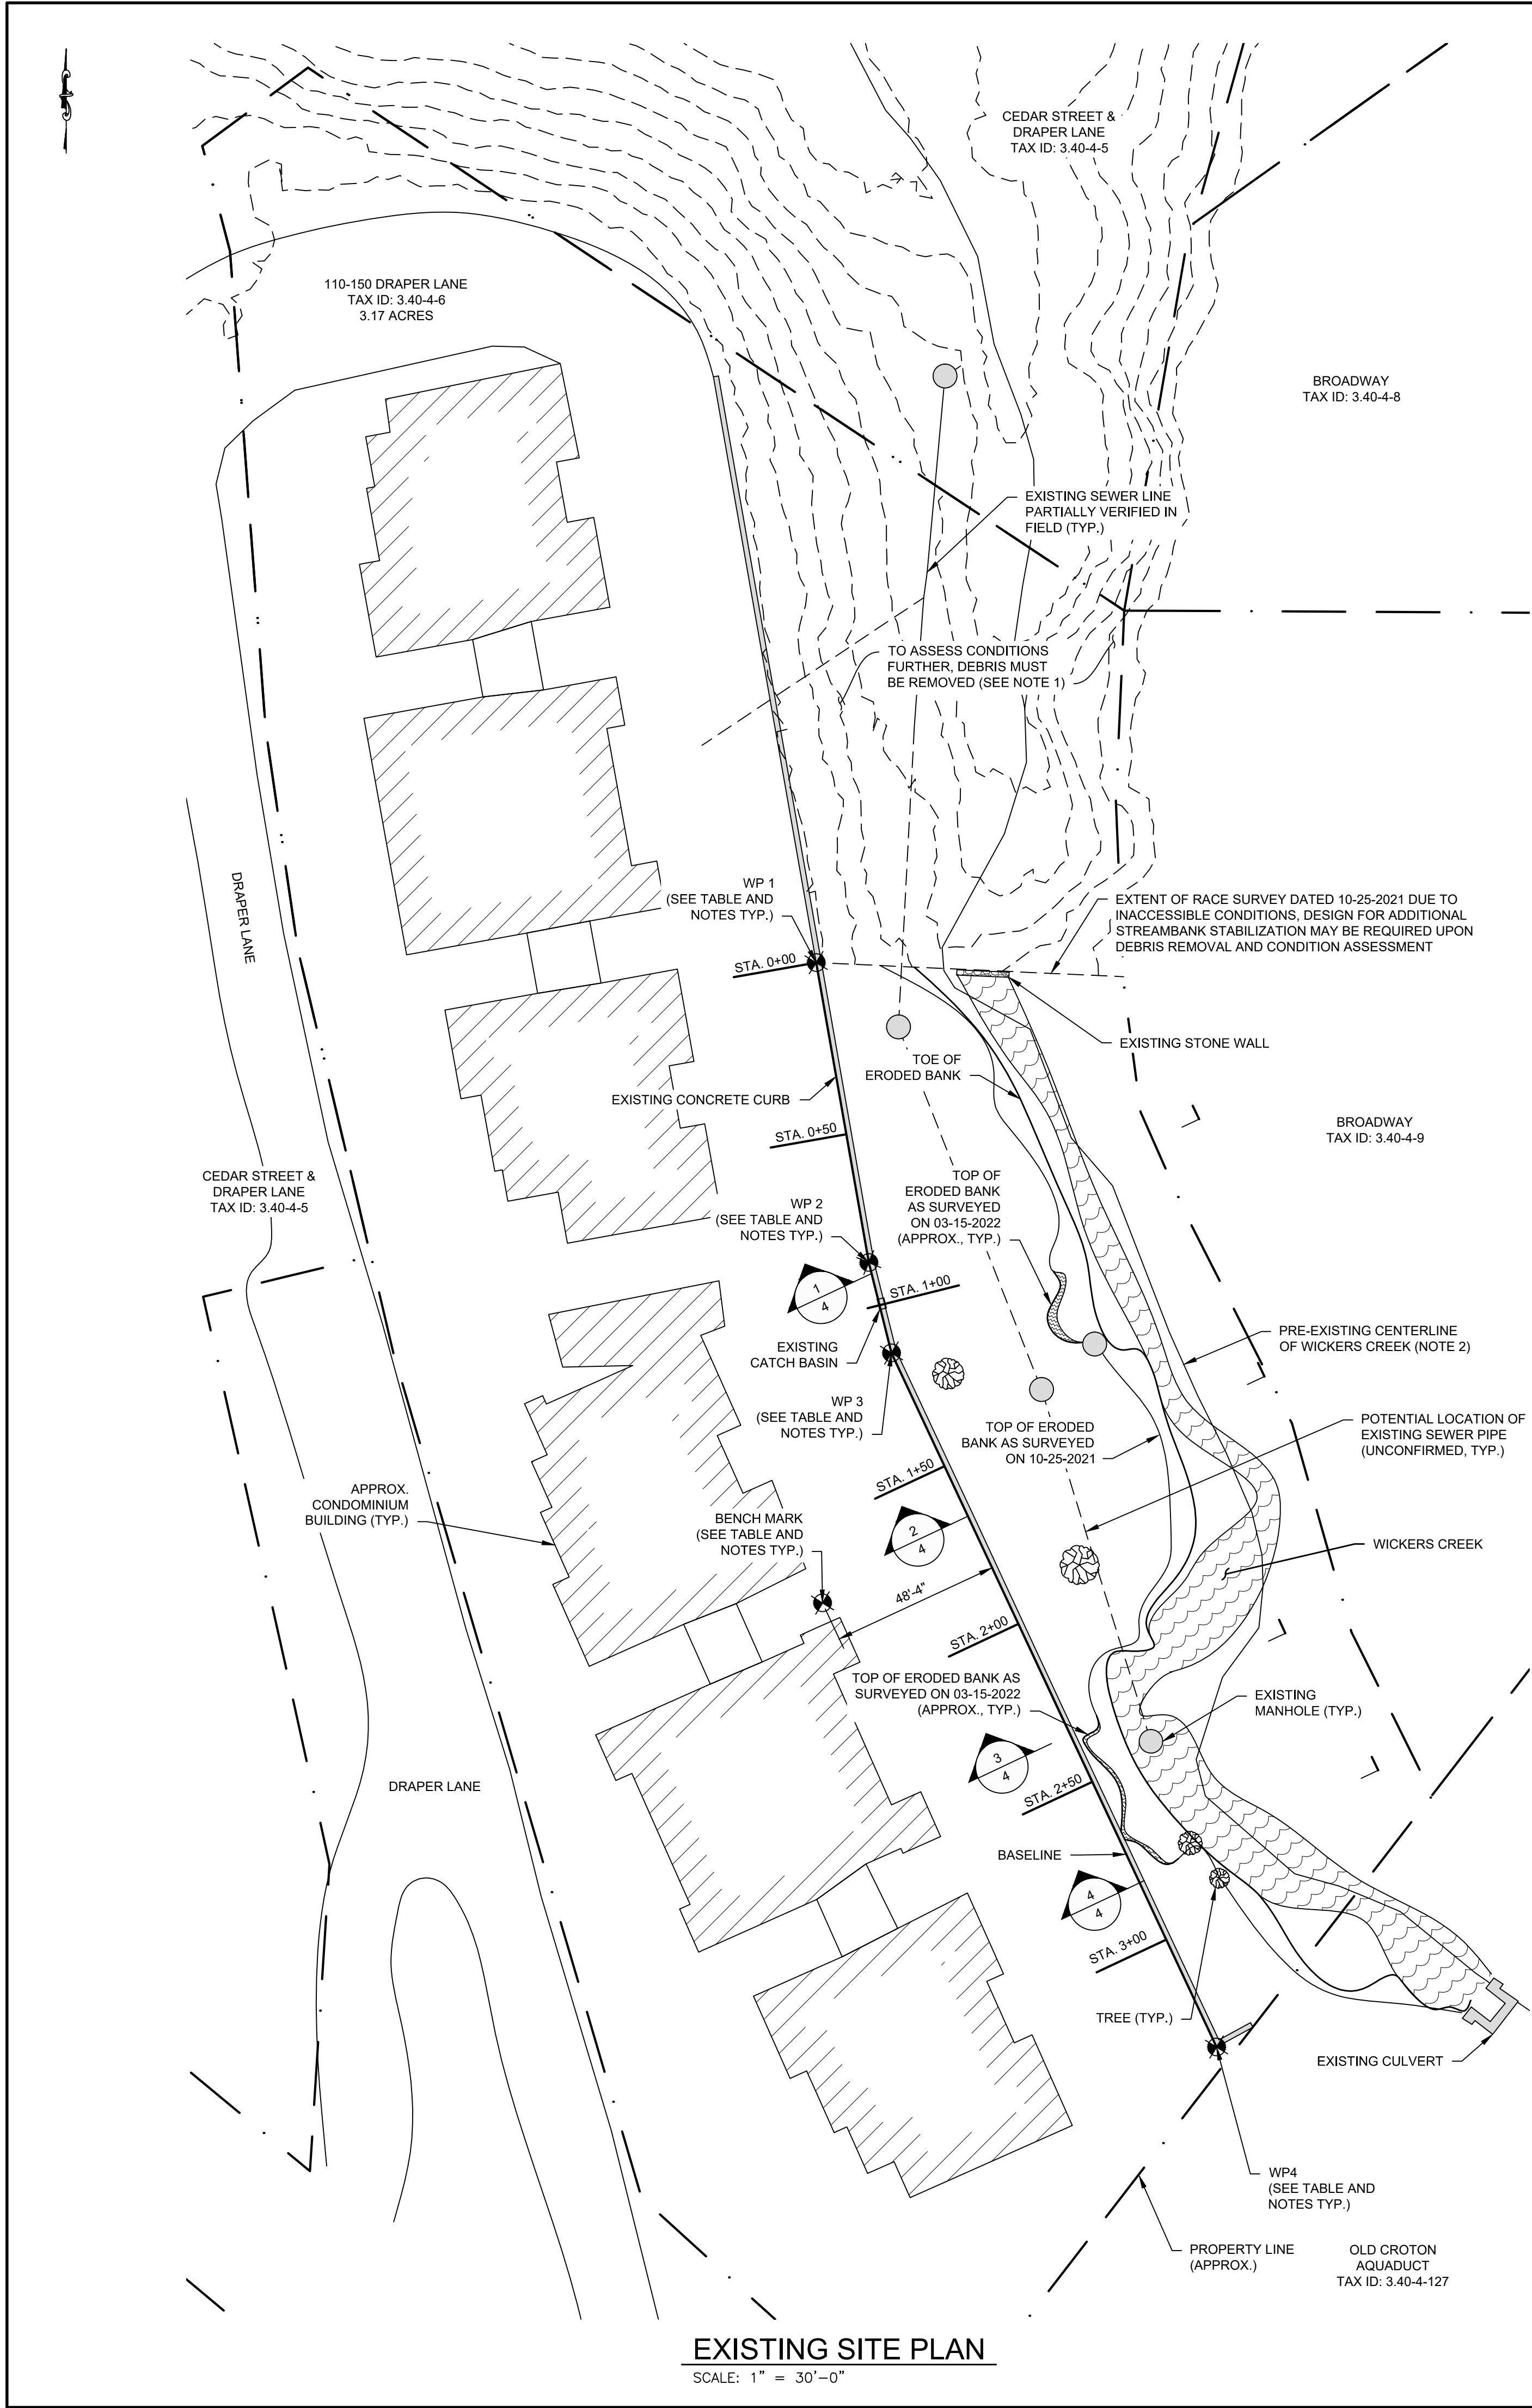 CEDAR STREET &
DRAPER LANE
TAX ID: 3.40-4-5
110-150 DRAPER LANE
TAX ID: 3.40-4-6
3.17 ACRES
BROADWAY
TAX ID: 3.40-4-8
EXISTING SEWER LINE
PARTIALLY VERIFIED IN
FIELD (TYP.)
TO ASSESS CONDITIONS
FURTHER, DEBRIS MUST
BE REMOVED (SEE NOTE 1)
DRAPER LANE
WP 1
(SEE TABLE AND
NOTES TYP.)
EXTENT OF RACE SURVEY DATED 10-25-2021 DUE TO
INACCESSIBLE CONDITIONS, DESIGN FOR ADDITIONAL
STREAMBANK STABILIZATION MAY BE REQUIRED UPON
DEBRIS REMOVAL AND CONDITION ASSESSMENT
STA. 0+00
EXISTING STONE WALL
TOE OF
ERODED BANK
EXISTING CONCRETE CURB
STA. 0+50
BROADWAY
TAX ID: 3.40-4-9
CEDAR STREET &
DRAPER LANE
TAX ID: 3.40-4-5
TOP OF
ERODED BANK
AS SURVEYED
ON 03-15-2022
(APPROX., TYP.)
WP 2
(SEE TABLE AND
NOTES TYP.)
1
4
STA. 1+00
EXISTING
CATCH BASIN
PRE-EXISTING CENTERLINE
OF WICKERS CREEK (NOTE 2)
WP 3
(SEE TABLE AND
NOTES TYP.)
TOP OF ERODED
BANK AS SURVEYED
ON 10-25-2021
POTENTIAL LOCATION OF
EXISTING SEWER PIPE
(UNCONFIRMED, TYP.)
STA. 1+50
APPROX.
CONDOMINIUM
BUILDING (TYP.)
BENCH MARK
(SEE TABLE AND
NOTES TYP.)
2
4
WICKERS CREEK
48'-4"
STA. 2+00
TOP OF ERODED BANK AS
SURVEYED ON 03-15-2022
(APPROX., TYP.)
EXISTING
MANHOLE (TYP.)
3
4
DRAPER LANE
STA. 2+50
BASELINE
4
4
STA. 3+00
TREE (TYP.)
EXISTING CULVERT
WP4
(SEE TABLE AND
NOTES TYP.)
PROPERTY LINE
(APPROX.)
OLD CROTON
AQUADUCT
TAX ID: 3.40-4-127
EXISTING SITE PLAN
SCALE: 1" = 30'-0"